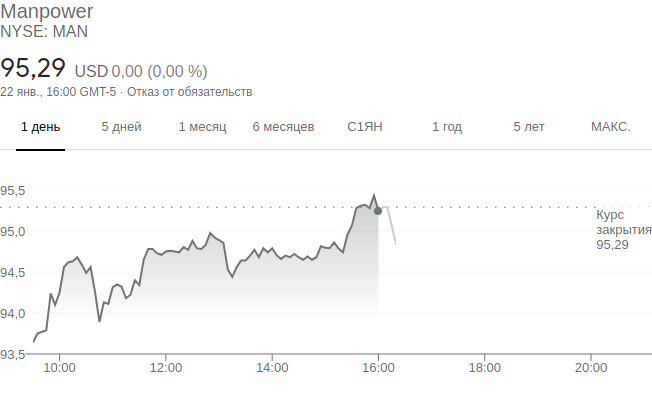 Manpower
NYSE: MAN
95,29 USD 0,00 (0,00 %)
22 янв., 16:00 GMT-5 · Отказ от обязательств
1 день 5 дней 1 месяц 6 месяцев С1ЯН 1 год 5 лет МАКС.
95,5
95,0
94,5
94,0
93,5
Курс
закрытия
95,29
10:00 12:00 14:00 16:00 18:00 20:00